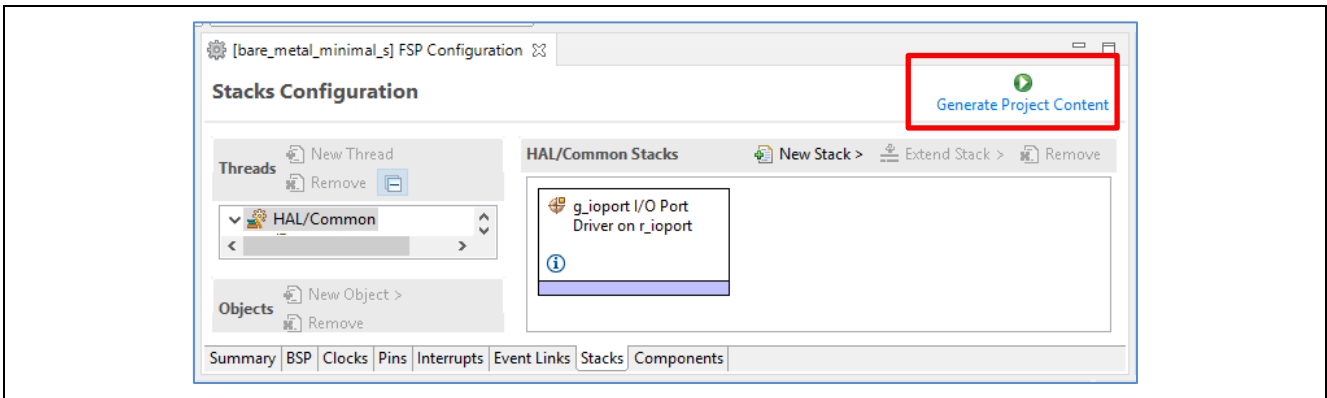 [bare_metal_minimal_s] FSP Configuration
Stacks Configuration
Generate Project Content
Threads
New Thread
Remove
HAL/Common Stacks
New Stack >
Extend Stack >
Remove
HAL/Common
g_ioport I/O Port
Driver on r_ioport
Objects
New Object >
Remove
Summary BSP Clocks Pins Interrupts Event Links Stacks Components